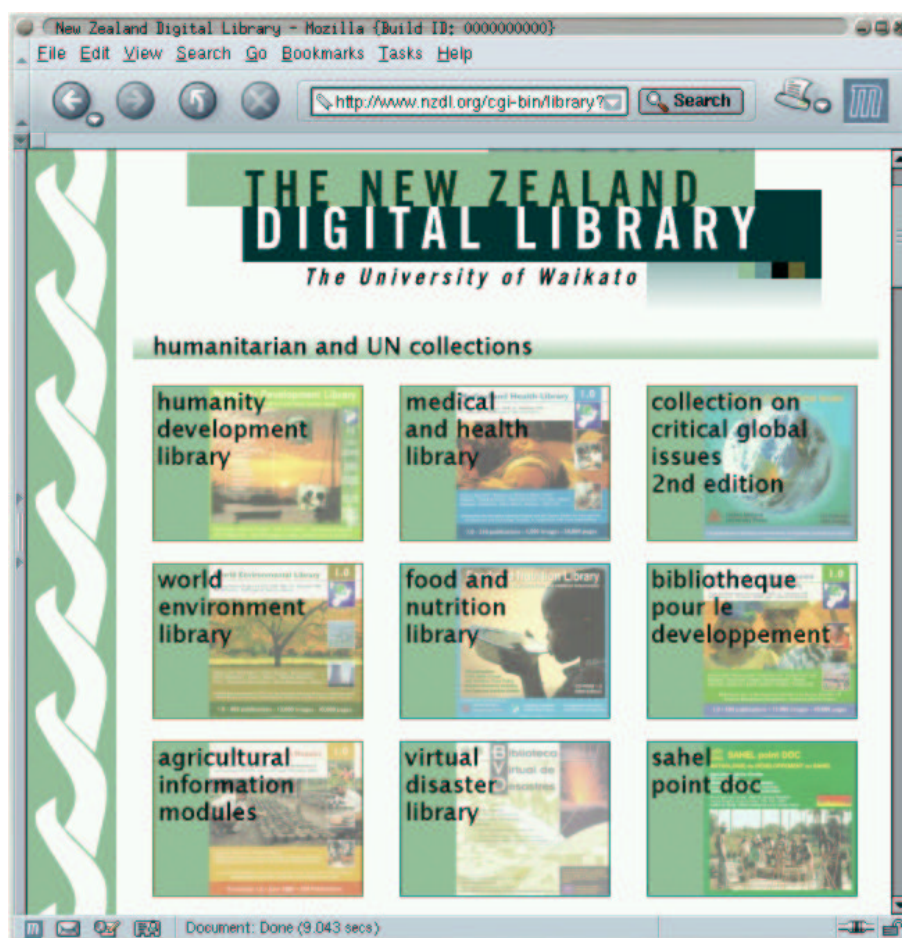 New Zealand Digital Library - Mozilla {Build ID: 0000000000}
File Edit View Search Go Bookmarks Tasks Help
http://www.nzdl.org/cgi-bin/library? Search
THE NEW ZEALAND
DIGITAL LIBRARY
The University of Waikato
humanitarian and UN collections
humanity
development
library
medical
and health
library
collection on
critical global
issues
2nd edition
world
environment
library
food and
nutrition
library
bibliotheque
pour le
developpement
agricultural
information
modules
virtual
disaster
library
sahel
point doc
SAHEL point DOC
Document: Done (9.043 secs)